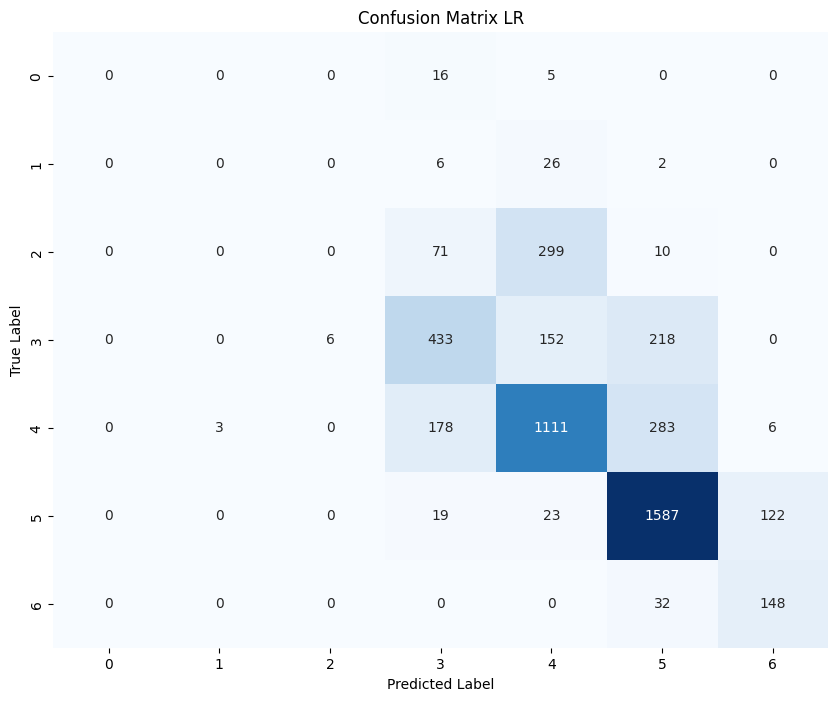 Confusion Matrix LR
True Label
0 0 0 0 16 5 0 0
1 0 0 0 6 26 2 0
2 0 0 0 71 299 10 0
3 0 0 6 433 152 218 0
4 0 3 0 178 1111 283 6
5 0 0 0 19 23 1587 122
6 0 0 0 0 0 32 148
0 1 2 3 4 5 6
Predicted Label